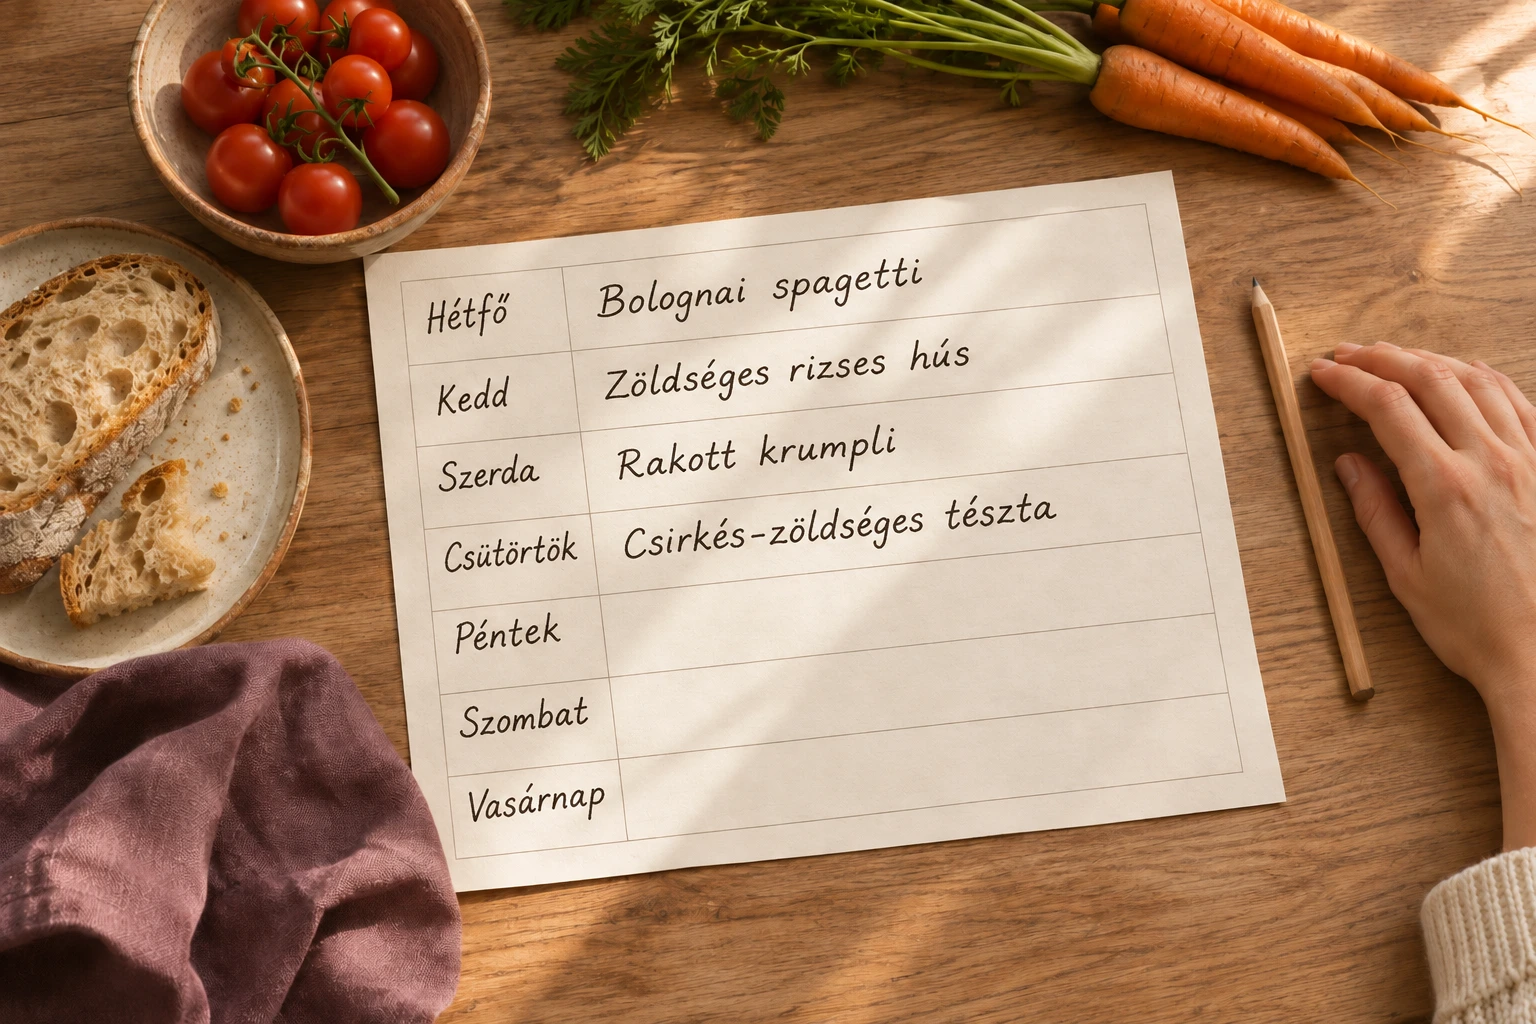 Hétfő Bolognai spagetti
Kedd Zöldséges rizses hús
Szerda Rakott krumpli
Csütörtök Csirkés-zöldséges tészta
Péntek
Szombat
Vasárnap